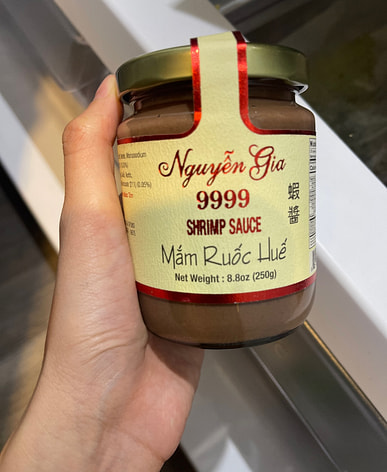 Nguyễn Gia
9999
SHRIMP SAUCE
Mắm Ruốc Huế
Net Weight : 8.8oz (250g)
蝦醬